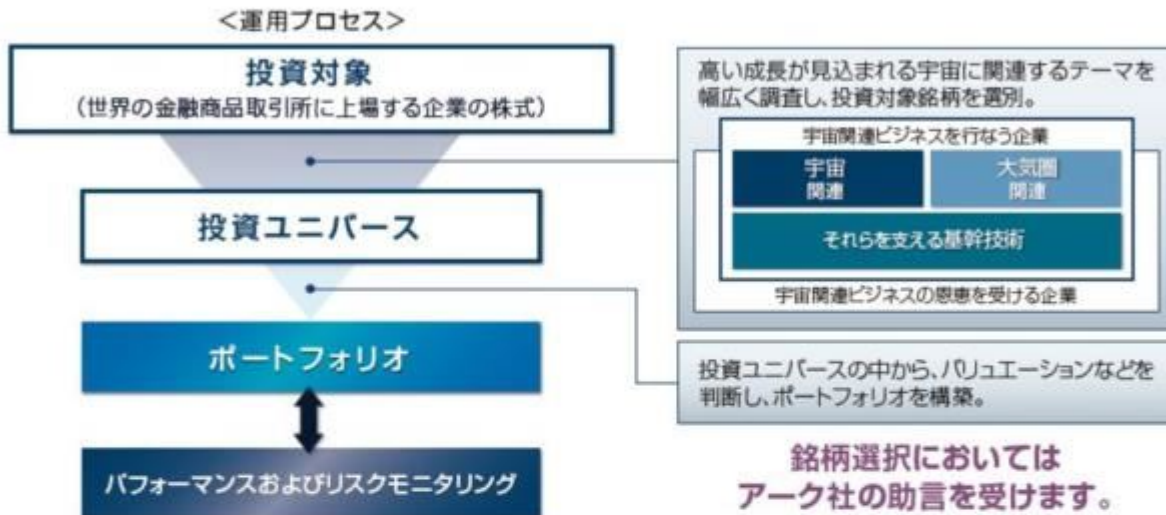 ＜運用プロセス＞
投資対象
（世界の金融商品取引所に上場する企業の株式）
高い成長が見込まれる宇宙に関連するテーマを
幅広く調査し、投資対象銘柄を選別。
宇宙関連ビジネスを行なう企業
宇宙
関連
大気圏
関連
それらを支える基幹技術
宇宙関連ビジネスの恩恵を受ける企業
投資ユニバース
投資ユニバースの中から、バリュエーションなどを
判断し、ポートフォリオを構築。
ポートフォリオ
パフォーマンスおよびリスクモニタリング
銘柄選択においては
アーク社の助言を受けます。